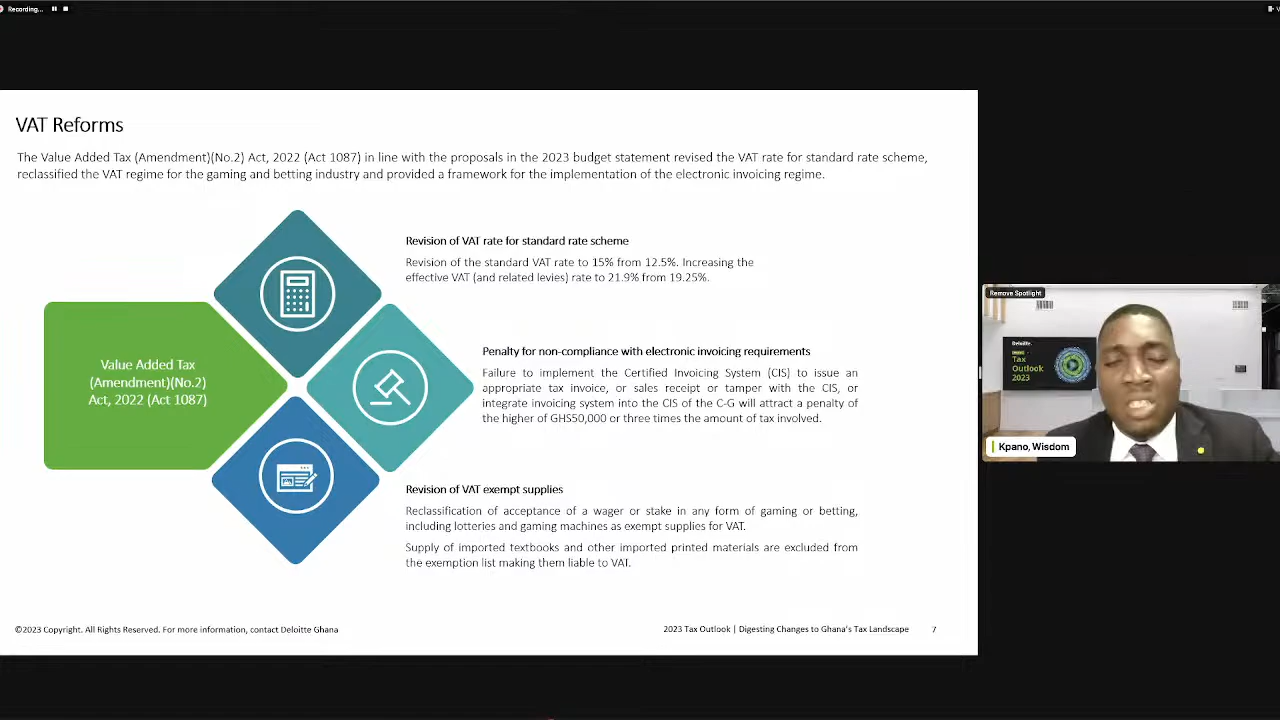 Recording...
VAT Reforms
The Value Added Tax (Amendment)(No.2) Act, 2022 (Act 1087) in line with the proposals in the 2023 budget statement revised the VAT rate for standard rate scheme,
reclassified the VAT regime for the gaming and betting industry and provided a framework for the implementation of the electronic invoicing regime.
Revision of VAT rate for standard rate scheme
Revision of the standard VAT rate to 15% from 12.5%. Increasing the
effective VAT (and related levies) rate to 21.9% from 19.25%.
Value Added Tax
(Amendment)(No.2)
Act, 2022 (Act 1087)
Penalty for non-compliance with electronic invoicing requirements
Failure to implement the Certified Invoicing System (CIS) to issue an
appropriate tax invoice, or sales receipt or tamper with the CIS, or
integrate invoicing system into the CIS of the C-G will attract a penalty of
the higher of GHS50,000 or three times the amount of tax involved.
Revision of VAT exempt supplies
Reclassification of acceptance of a wager or stake in any form of gaming or betting,
including lotteries and gaming machines as exempt supplies for VAT.
Supply of imported textbooks and other imported printed materials are excluded from
the exemption list making them liable to VAT.
©2023 Copyright. All Rights Reserved. For more information, contact Deloitte Ghana
2023 Tax Outlook | Digesting Changes to Ghana's Tax Landscape
7
Remove Spotlight
Deloitte.
Tax
Outlook
2023
Kpano, Wisdom